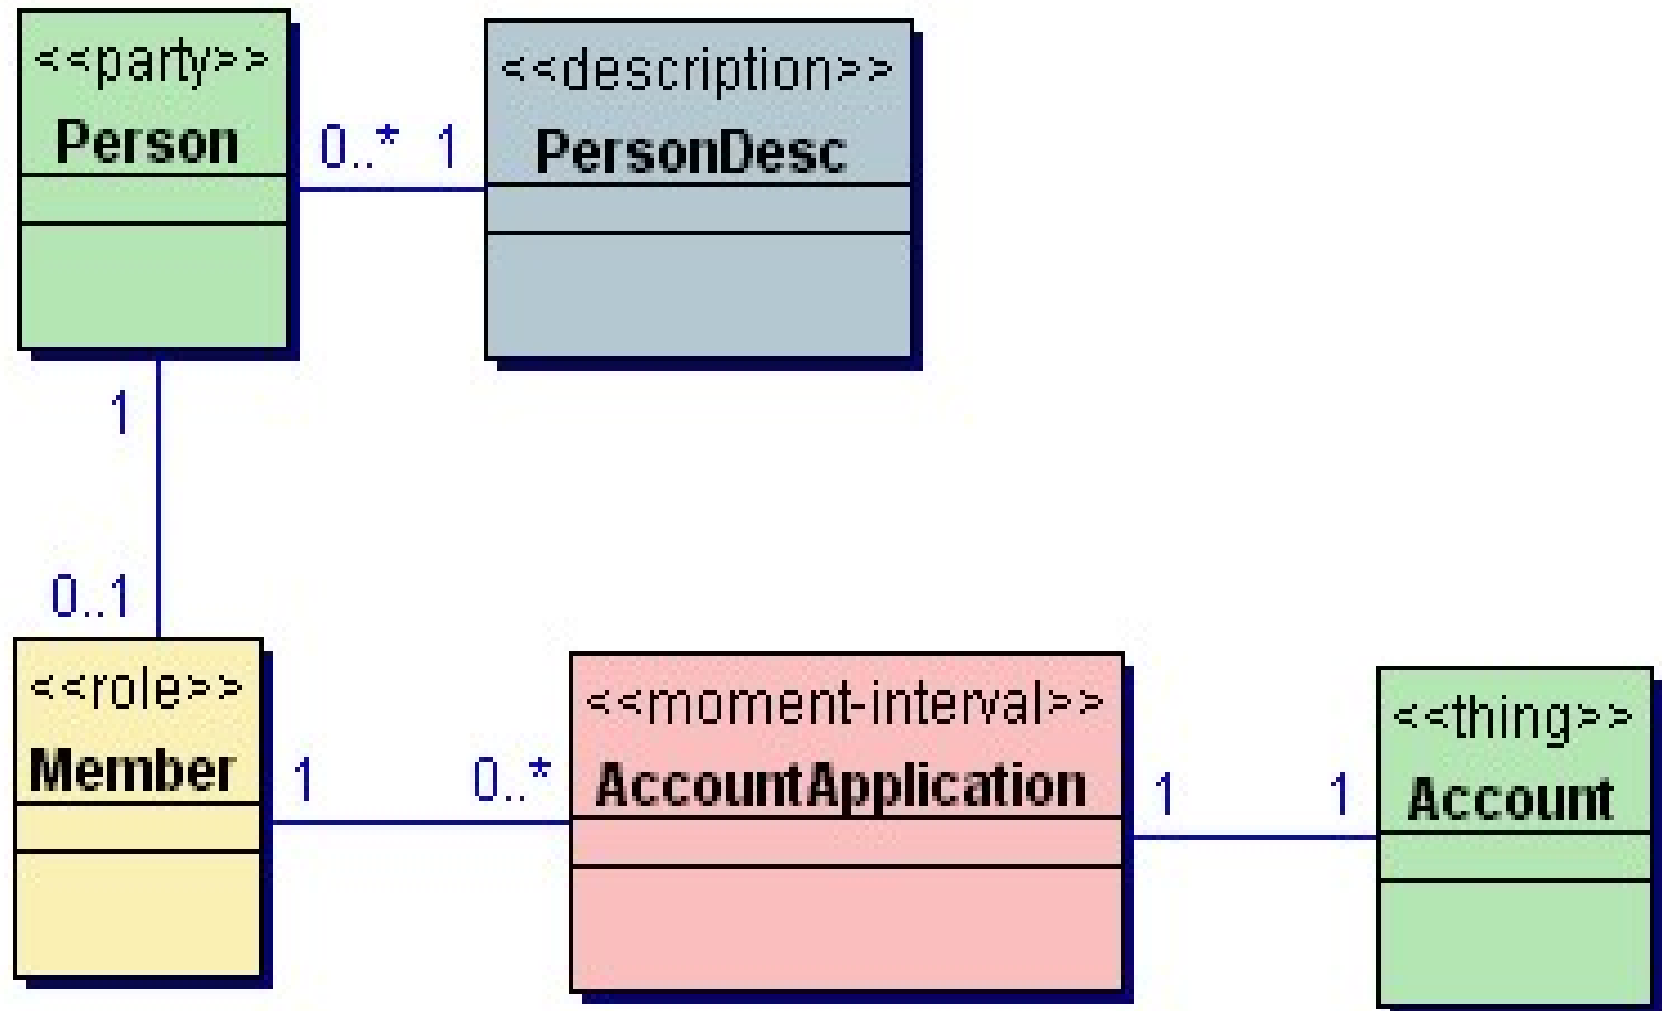 <<party>>
Person
0..* 1
<<description>>
PersonDesc
1
0..1
<<role>>
Member
1 0..*
<<moment-interval>>
AccountApplication
1 1
<<thing>>
Account